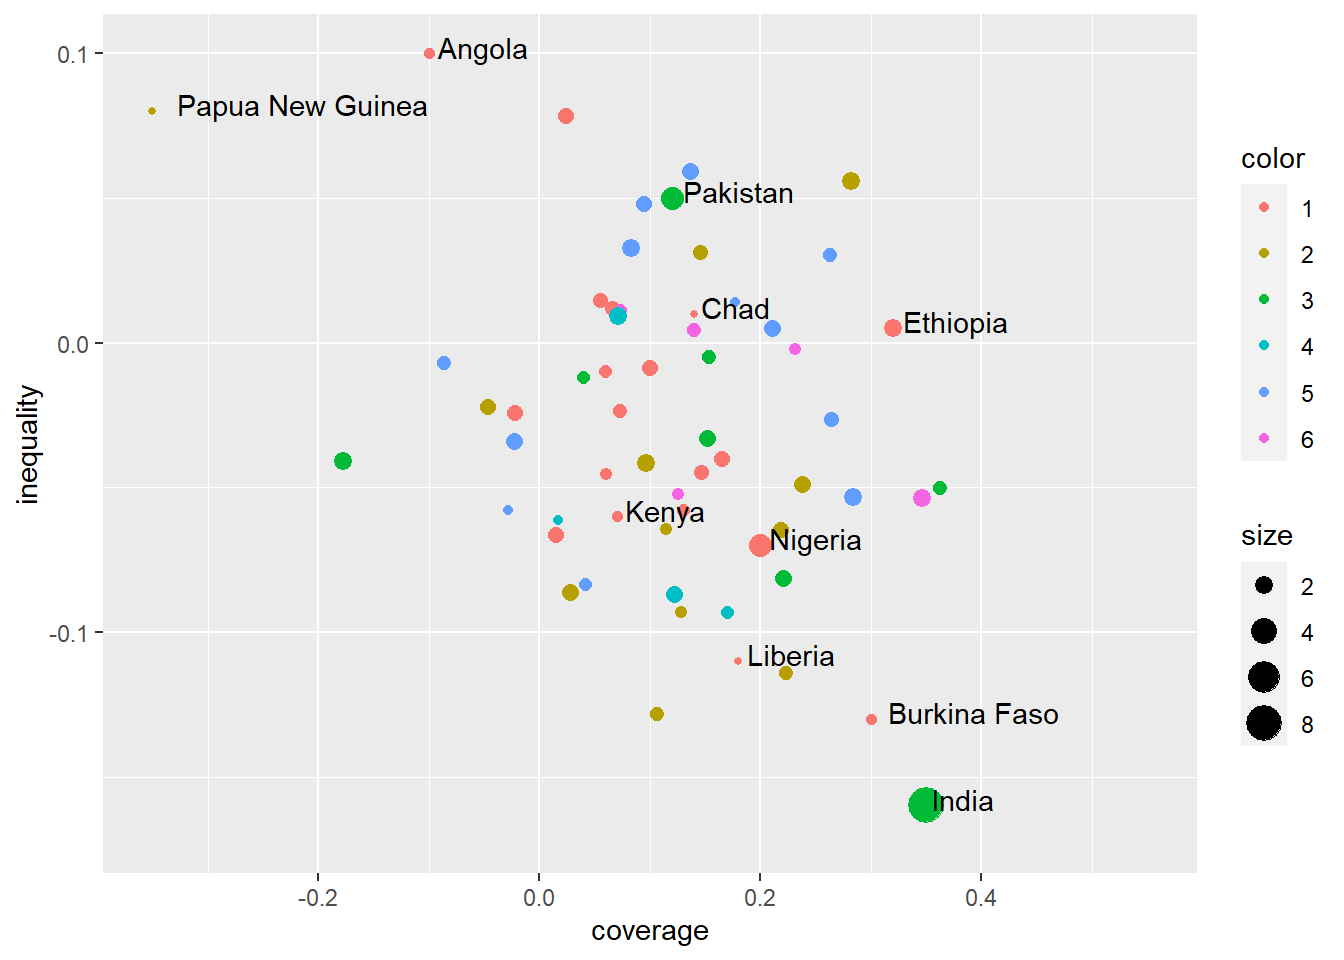 0.1
0.0
-0.1
inequality
Angola
Papua New Guinea
Pakistan
Chad
Ethiopia
Kenya
Nigeria
Liberia
Burkina Faso
India
-0.2
0.0
0.2
0.4
coverage
color
1
2
3
4
5
6
size
2
4
6
8